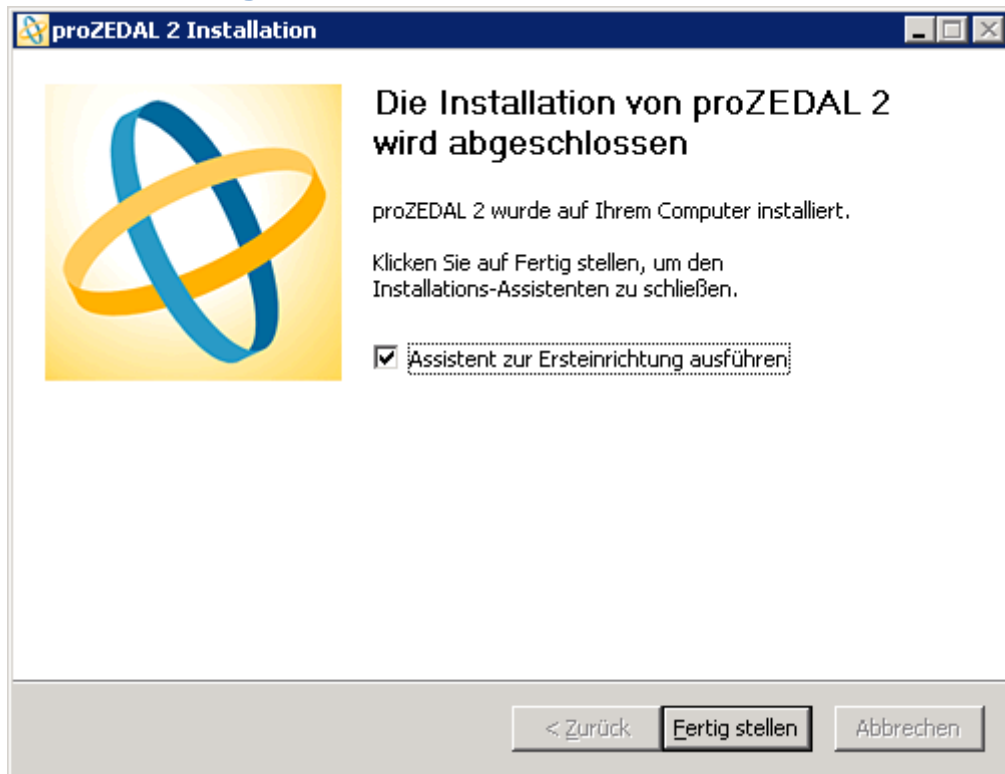 proZEDAL 2 Installation
Die Installation von proZEDAL 2
wird abgeschlossen
proZEDAL 2 wurde auf Ihrem Computer installiert.
Klicken Sie auf Fertig stellen, um den
Installations-Assistenten zu schließen.
Assistent zur Ersteinrichtung ausführen
< Zurück
Fertig stellen
Abbrechen